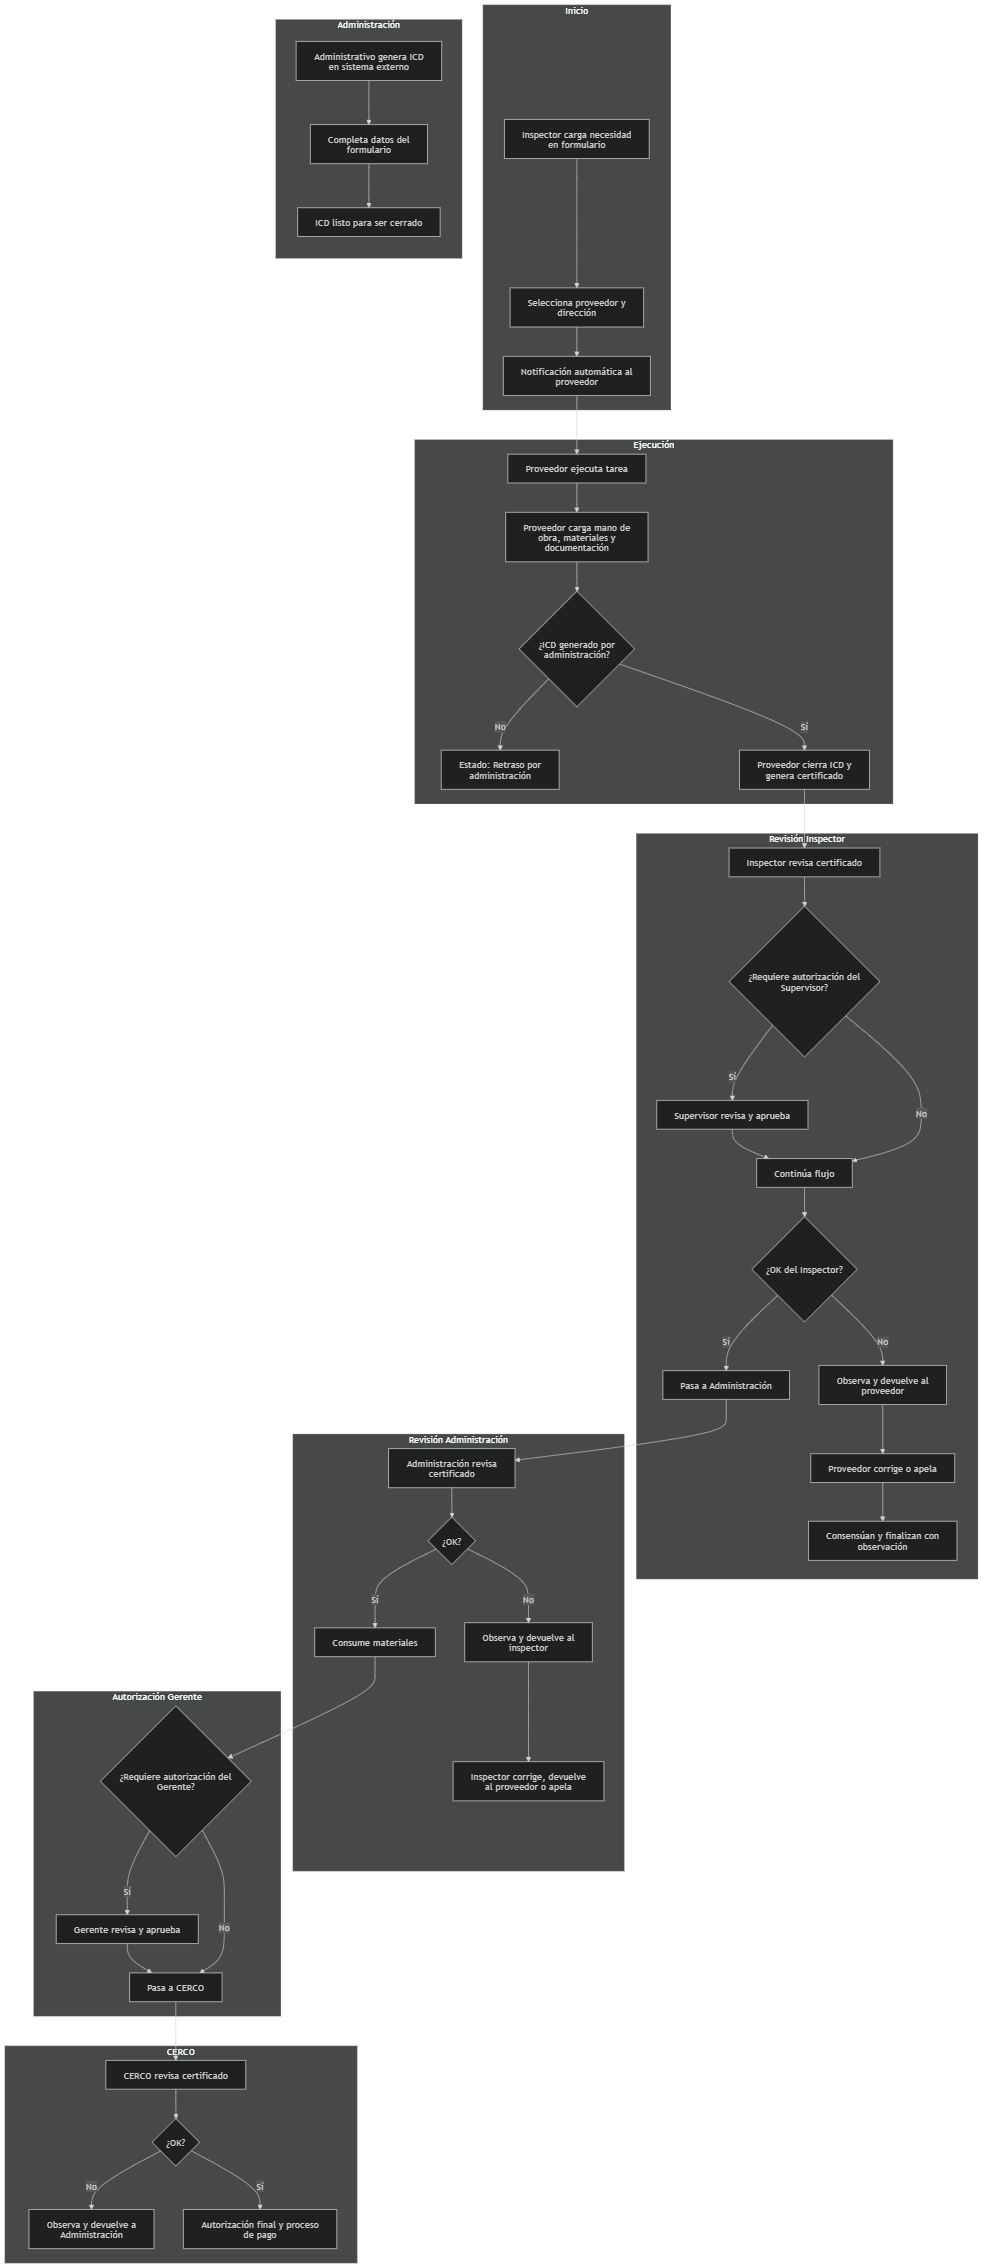 Administración
Administrativo genera ICD
en sistema externo
Completa datos del
formulario
ICD listo para ser cerrado
Inicio
Inspector carga necesidad
en formulario
Selecciona proveedor y
dirección
Notificación automática al
proveedor
Ejecución
Proveedor ejecuta tarea
Proveedor carga mano de
obra, materiales y
documentación
¿ICD generado por
administración?
No
Sí
Estado: Retraso por
administración
Proveedor cierra ICD y
genera certificado
Revisión Inspector
Inspector revisa certificado
¿Requiere autorización del
Supervisor?
Sí
No
Supervisor revisa y aprueba
Continúa flujo
¿OK del Inspector?
Sí
No
Pasa a Administración
Observa y devuelve al
proveedor
Proveedor corrige o apela
Consensúan y finalizan con
observación
Revisión Administración
Administración revisa
certificado
¿OK?
Sí
No
Consume materiales
Observa y devuelve al
inspector
Inspector corrige, devuelve
al proveedor o apela
Autorización Gerente
¿Requiere autorización del
Gerente?
Sí
No
Gerente revisa y aprueba
Pasa a CERCO
CERCO
CERCO revisa certificado
¿OK?
No
Sí
Observa y devuelve a
Administración
Autorización final y proceso
de pago